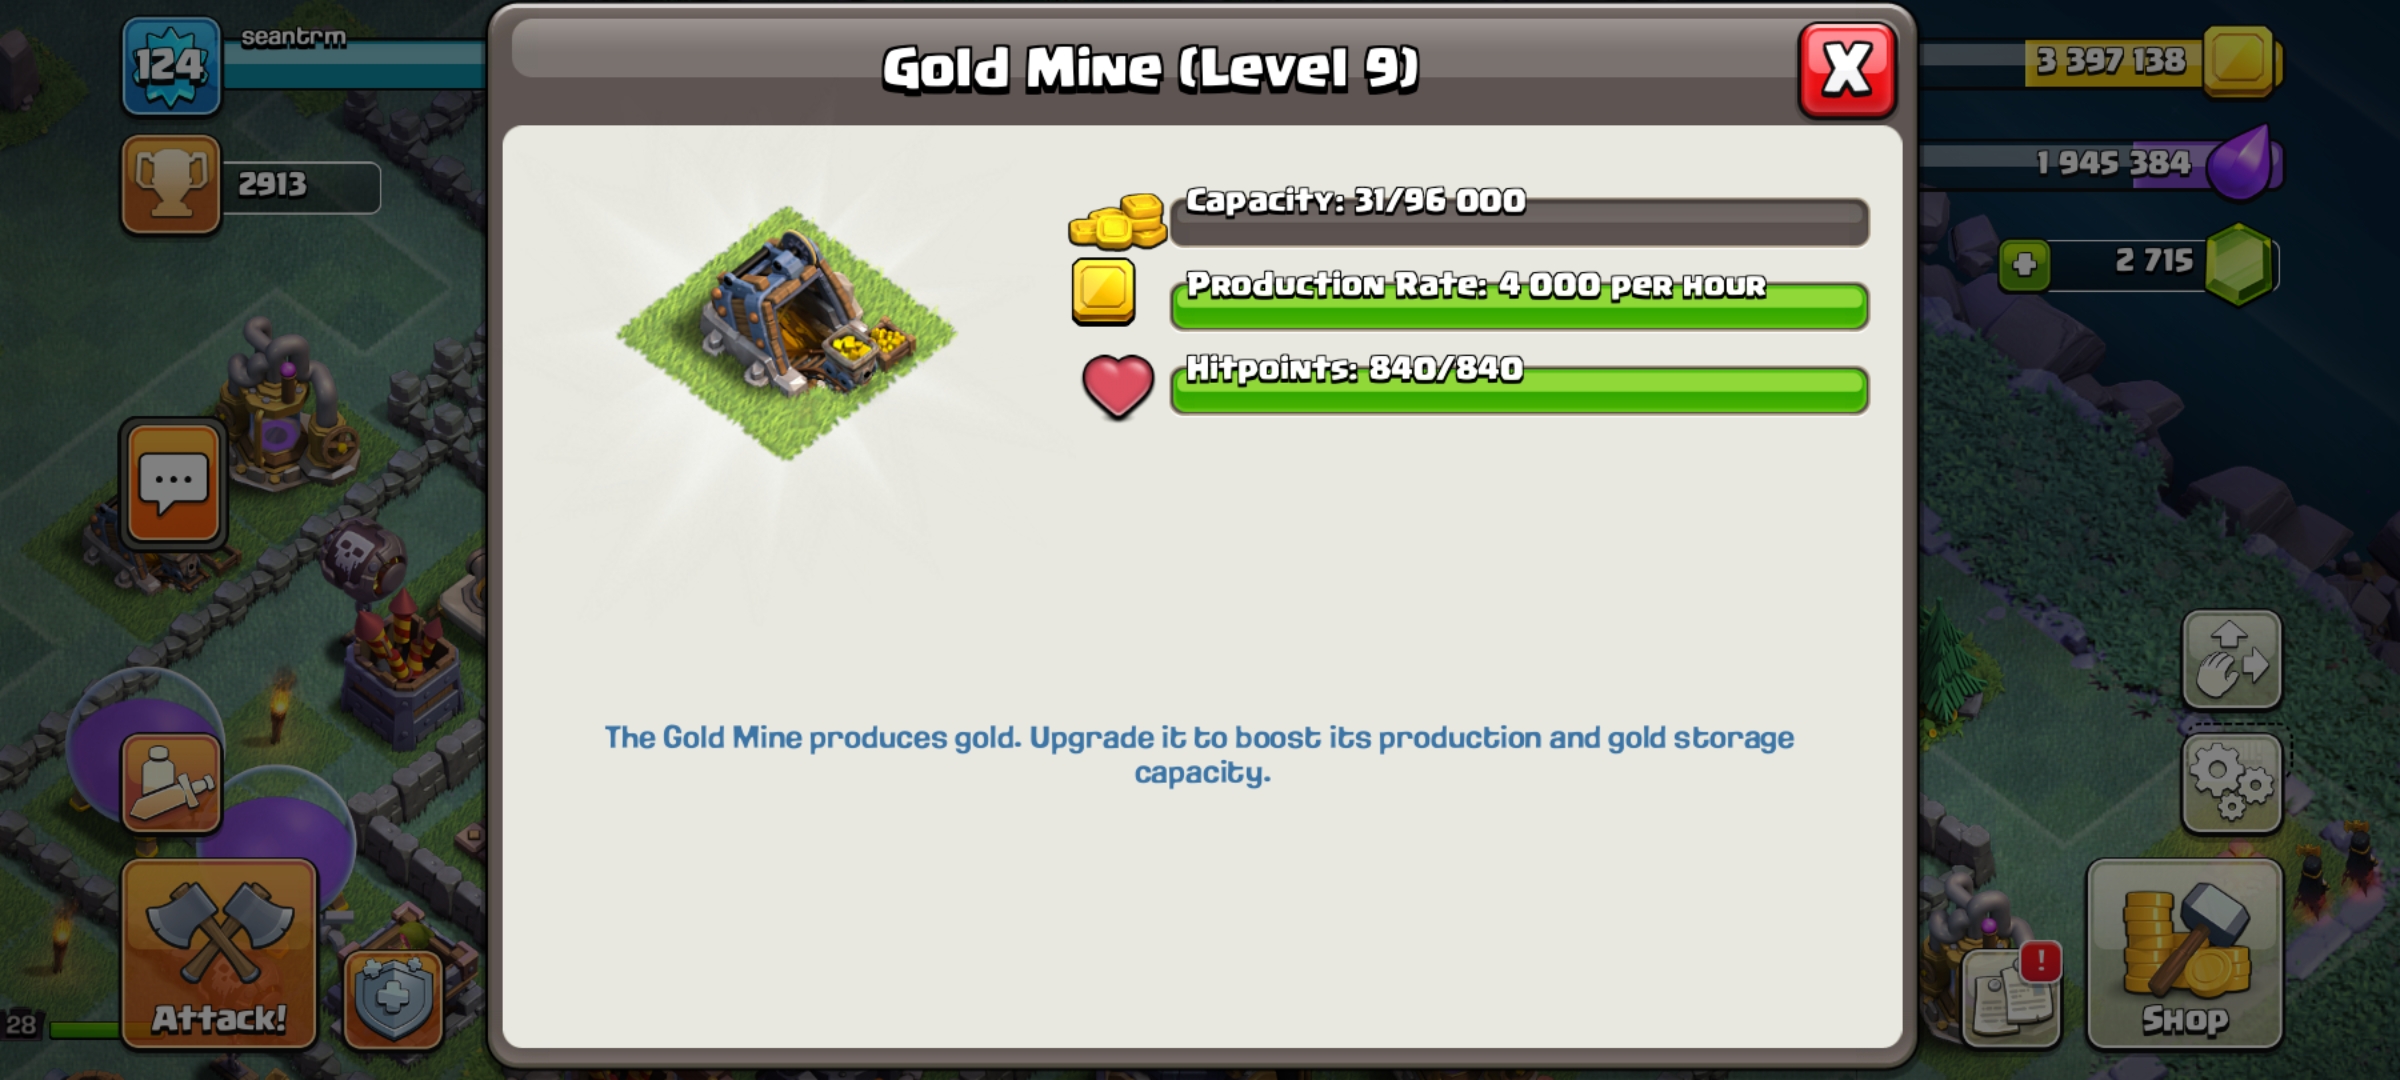 124
seantrm
2913
Gold Mine (Level 9)
X
Capacity: 31/96 000
Production Rate: 4 000 per hour
Hitpoints: 840/840
The Gold Mine produces gold. Upgrade it to boost its production and gold storage
capacity.
3 397 138
1 945 384
2 715
28
Attack!
!
Shop